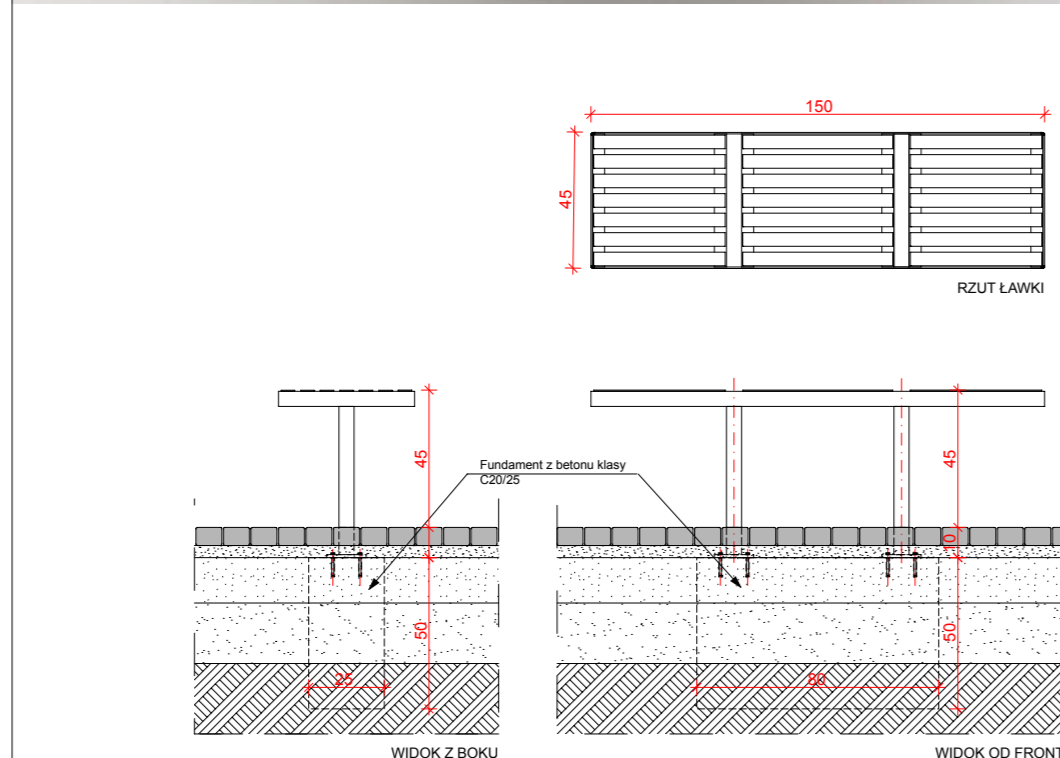 150
45
RZUT ŁAWKI
45
Fundament z betonu klasy
C20/25
45
10
50
50
25
80
WIDOK Z BOKU
WIDOK OD FRONT